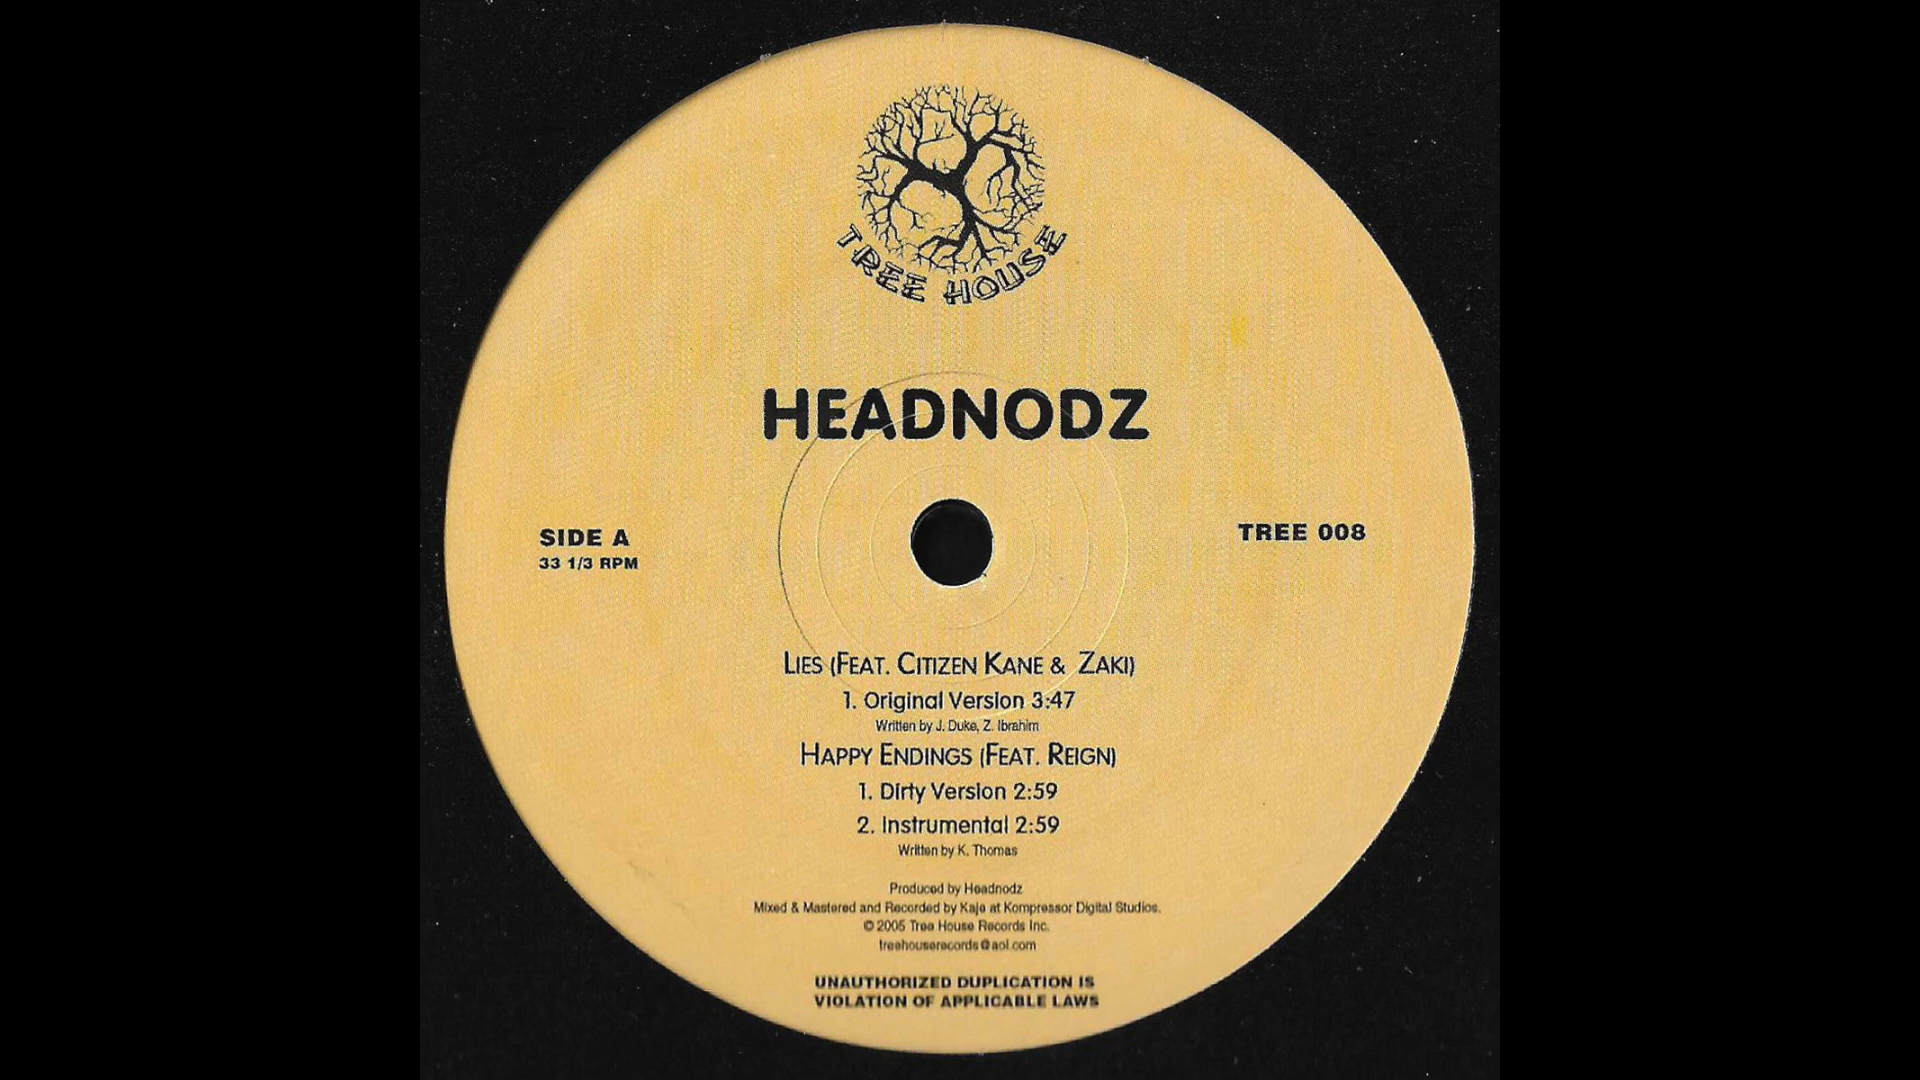 TREE HOUSE
HEADNODZ
SIDE A
33 1/3 RPM
TREE 008
LIES (FEAT. CITIZEN KANE & ZAKI)
1. Original Version 3:47
Written by J. Duke, Z. Ibrahim
HAPPY ENDINGS (FEAT. REIGN)
1. Dirty Version 2:59
2. Instrumental 2:59
Written by K. Thomas
Produced by Headnodz
Mixed & Mastered and Recorded by Kaje at Kompressor Digital Studios.
© 2005 Tree House Records Inc.
treehouserecords@aol.com
UNAUTHORIZED DUPLICATION IS
VIOLATION OF APPLICABLE LAWS